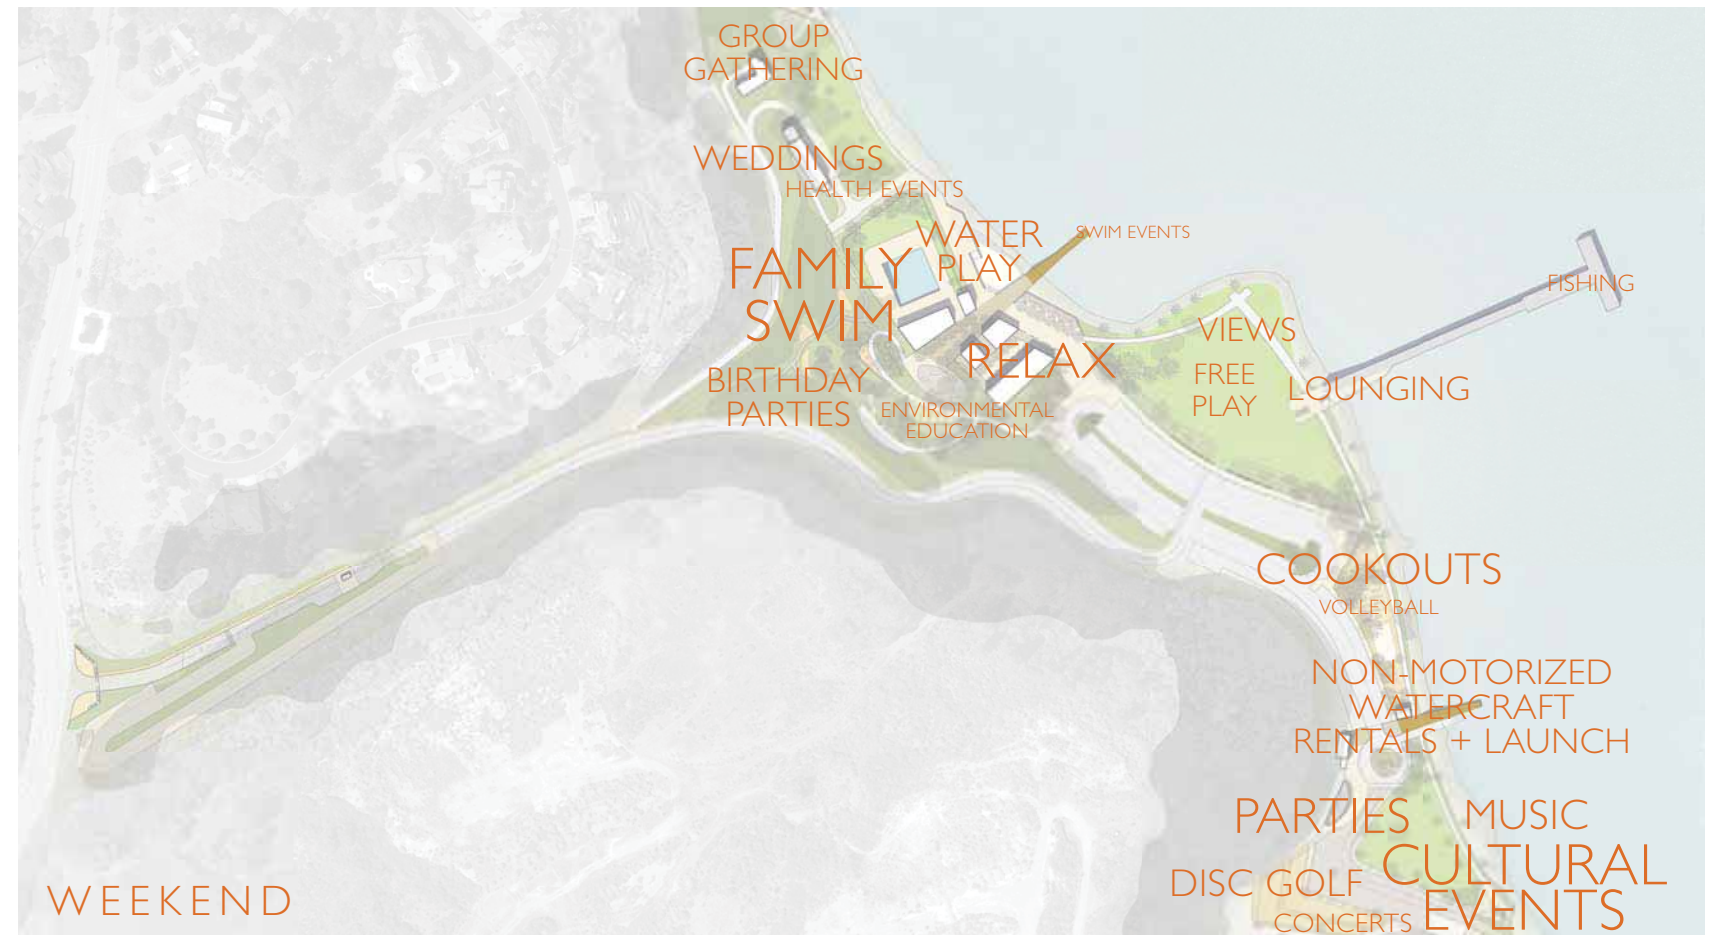 GROUP
GATHERING
WEDDINGS
HEALTH EVENTS
WATER
PLAY
SWIM EVENTS
FAMILY
SWIM
FISHING
VIEWS
RELAX
FREE
PLAY
LOUNGING
BIRTHDAY
PARTIES
ENVIRONMENTAL
EDUCATION
COOKOUTS
VOLLEYBALL
NON-MOTORIZED
WATERCRAFT
RENTALS + LAUNCH
PARTIES
MUSIC
CULTURAL
EVENTS
DISC GOLF
CONCERTS
WEEKEND